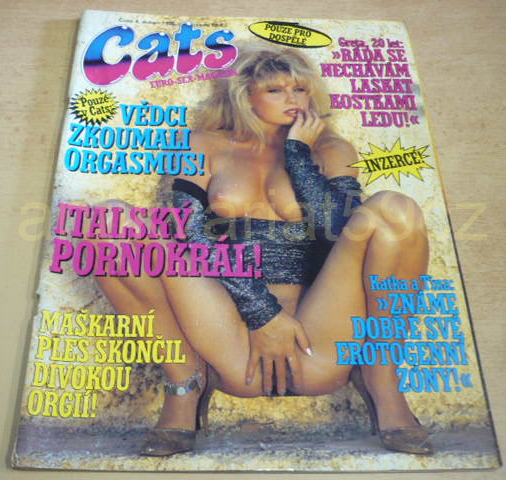 Cats
EURO-SEX-MAGAZIN
POUZE PRO
DOSPĚLÉ
Greta, 20 let:
»RÁDA SE
NECHÁVÁM
LASKAT
KOSTKAMI
LEDU!«
Pouze
v Cats:
VĚDCI
ZKOUMALI
ORGASMUS!
INZERCE!
ITALSKÝ
PORNOKRÁL!
Katka a Tina:
»ZNÁME
DOBŘE SVÉ
EROTOGENNÍ
ZÓNY!«
MAŠKARNÍ
PLES SKONČIL
DIVOKOU
ORGIÍ!